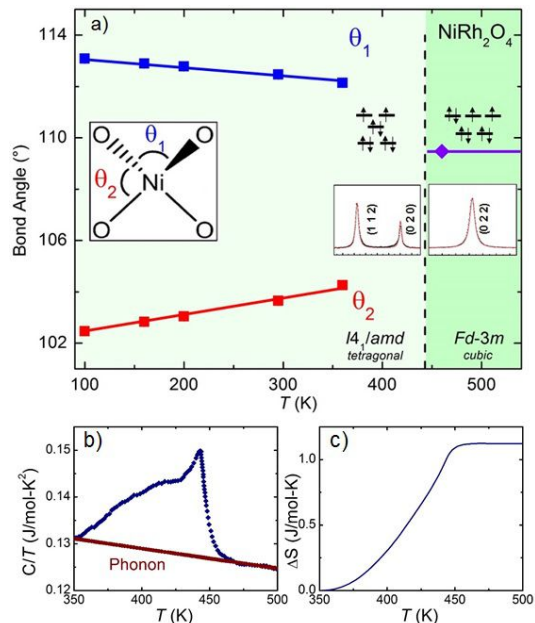 a)
NiRh₂O₄
θ₁
θ₂
114
110
106
102
Bond Angle (°)
O O
θ₁
Ni
θ₂
O O
(1 1 2)
(0 2 0)
(0 2 2)
I4₁/amd
tetragonal
Fd-3m
cubic
100 200 300 400 500
T (K)
b)
0.15
0.14
0.13
0.12
C/T (J/mol-K²)
Phonon
350 400 450 500
T (K)
c)
1.0
0.5
0.0
ΔS (J/mol-K)
350 400 450 500
T (K)